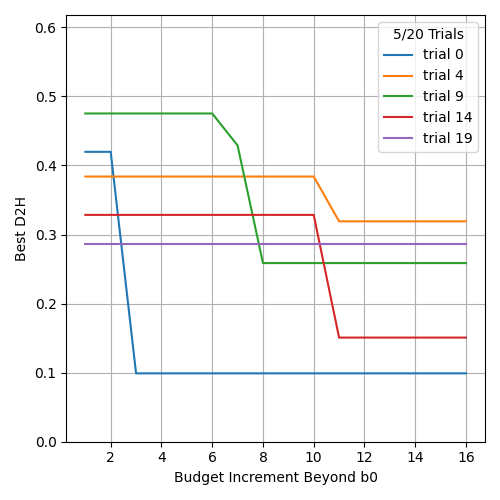 5/20 Trials
trial 0
trial 4
trial 9
trial 14
trial 19
0.6
0.5
0.4
0.3
0.2
0.1
0.0
Best D2H
2 4 6 8 10 12 14 16
Budget Increment Beyond b0